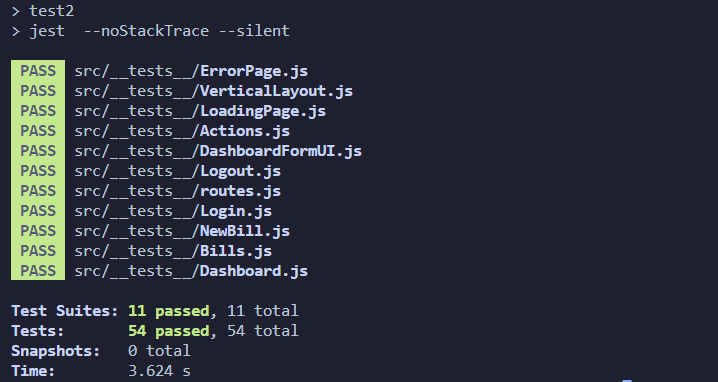 > test2
> jest  --noStackTrace --silent
PASS src/__tests__/ErrorPage.js
PASS src/__tests__/VerticalLayout.js
PASS src/__tests__/LoadingPage.js
PASS src/__tests__/Actions.js
PASS src/__tests__/DashboardFormUI.js
PASS src/__tests__/Logout.js
PASS src/__tests__/routes.js
PASS src/__tests__/Login.js
PASS src/__tests__/NewBill.js
PASS src/__tests__/Bills.js
PASS src/__tests__/Dashboard.js
Test Suites: 11 passed, 11 total
Tests:       54 passed, 54 total
Snapshots:   0 total
Time:        3.624 s